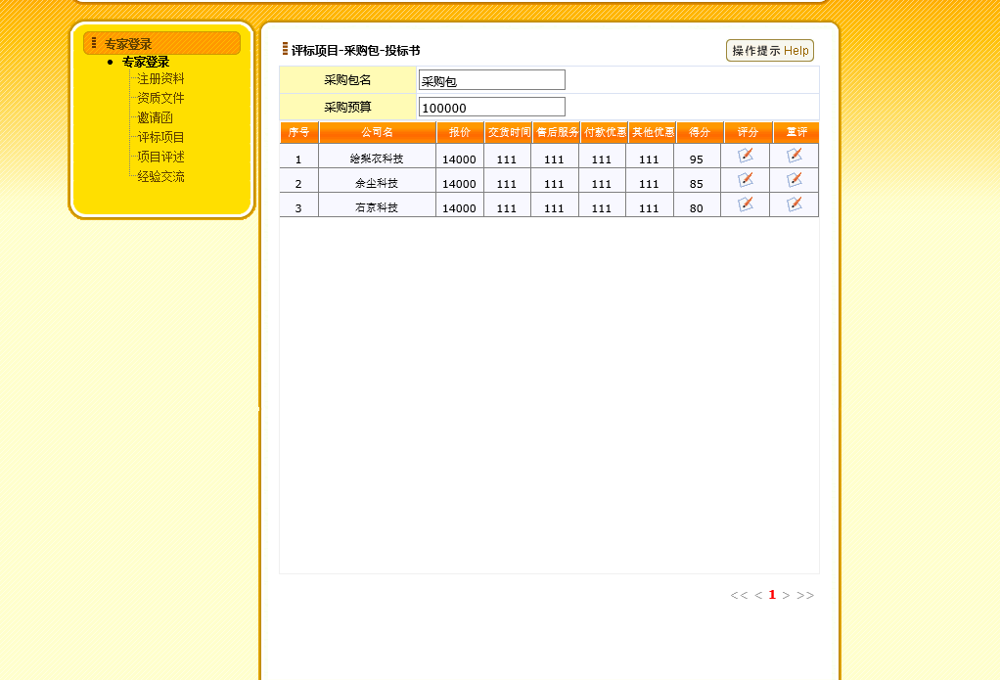 专家登录
专家登录
注册资料
资质文件
邀请函
评标项目
项目评述
经验交流
评标项目-采购包-投标书
操作提示 Help
采购包名 采购包
采购预算 100000
序号 公司名 报价 交货时间 售后服务 付款优惠 其他优惠 得分 评分 重评
1 绘梨衣科技 14000 111 111 111 111 95
2 余尘科技 14000 111 111 111 111 85
3 右京科技 14000 111 111 111 111 80
<< < 1 > >>